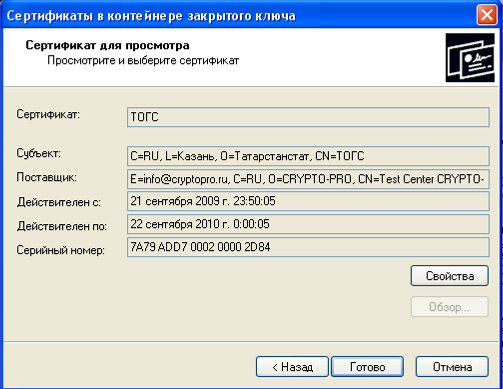 Сертификаты в контейнере закрытого ключа
Сертификат для просмотра
Просмотрите и выберите сертификат
Сертификат: ТОГС
Субъект: C=RU, L=Казань, O=Татарстанстат, CN=ТОГС
Поставщик: E=info@cryptopro.ru, C=RU, O=CRYPTO-PRO, CN=Test Center CRYPTO-
Действителен с: 21 сентября 2009 г. 23:50:05
Действителен по: 22 сентября 2010 г. 0:00:05
Серийный номер: 7A79 ADD7 0002 0000 2D84
Свойства
Обзор...
< Назад Готово Отмена